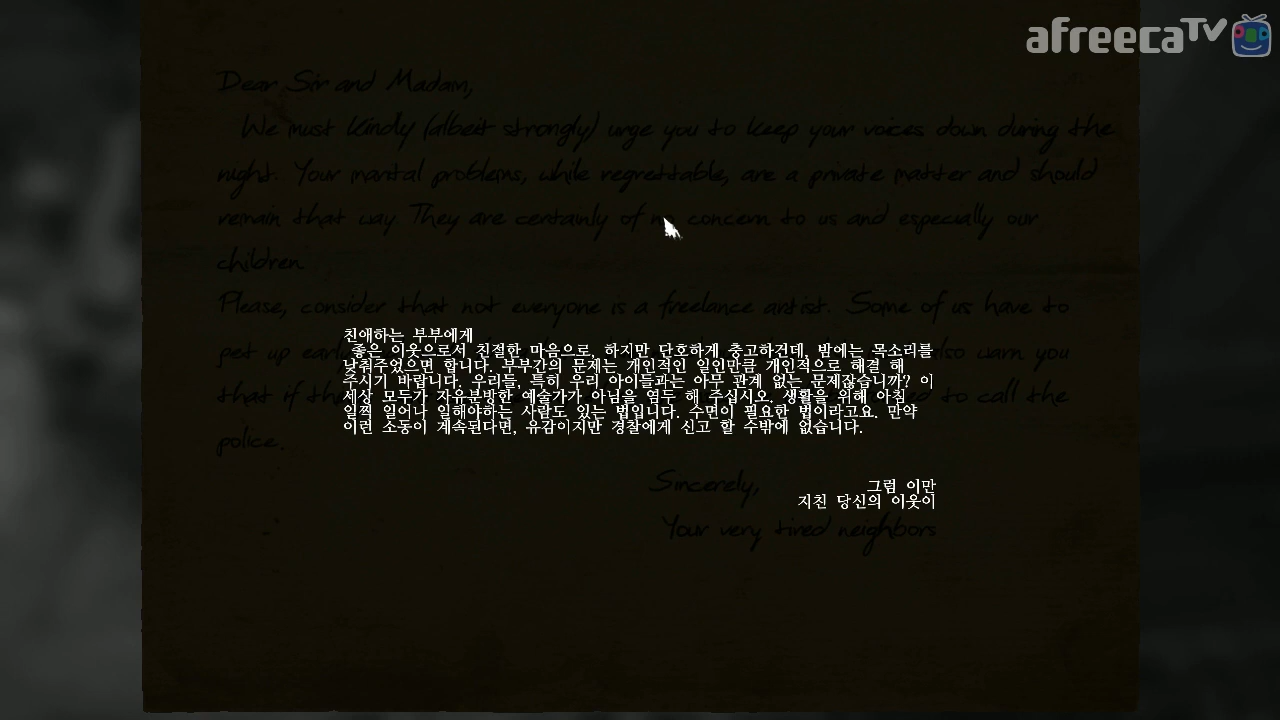 afreecaTV
Dear Sir and Madam,
We must kindly (albeit strongly) urge you to keep your voices down during the
night. Your marital problems, while regrettable, are a private matter and should
remain that way. They are certainly of no concern to us and especially our
children.
Please, consider that not everyone is a freelance artist. Some of us have to
친애하는 부부에게
좋은 이웃으로서 친절한 마음으로, 하지만 단호하게 충고하건데, 밤에는 목소리를
get up early also warn you
낮춰주었으면 합니다. 부부간의 문제는 개인적인 일인만큼 개인적으로 해결 해
주시기 바랍니다. 우리들, 특히 우리 아이들과는 아무 관계 없는 문제잖습니까? 이
that if to call the
세상 모두가 자유분방한 예술가가 아님을 염두 해 주십시오. 생활을 위해 아침
일찍 일어나 일해야하는 사람도 있는 법입니다. 수면이 필요한 법이라고요. 만약
이런 소동이 계속된다면, 유감이지만 경찰에게 신고 할 수밖에 없습니다.
police.
Sincerely,
그럼 이만
지친 당신의 이웃이
Your very tired neighbors